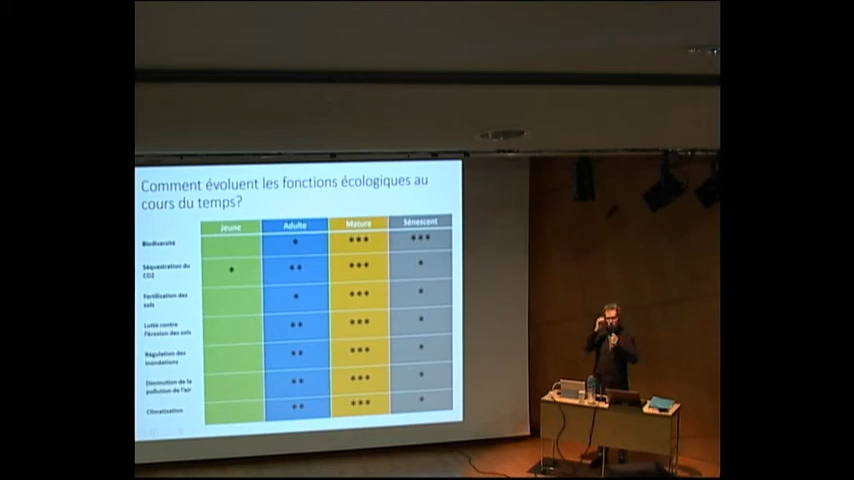 Comment évoluent les fonctions écologiques au
cours du temps?
Jeune Adulte Mature Sénescent
Biodiversité * *** ***
Séquestration du
CO2 * ** *** *
Fertilisation des
sols * *** *
Lutte contre
l'érosion des sols ** *** *
Régulation des
inondations ** *** *
Diminution de la
pollution de l'air ** *** *
Climatisation ** *** *